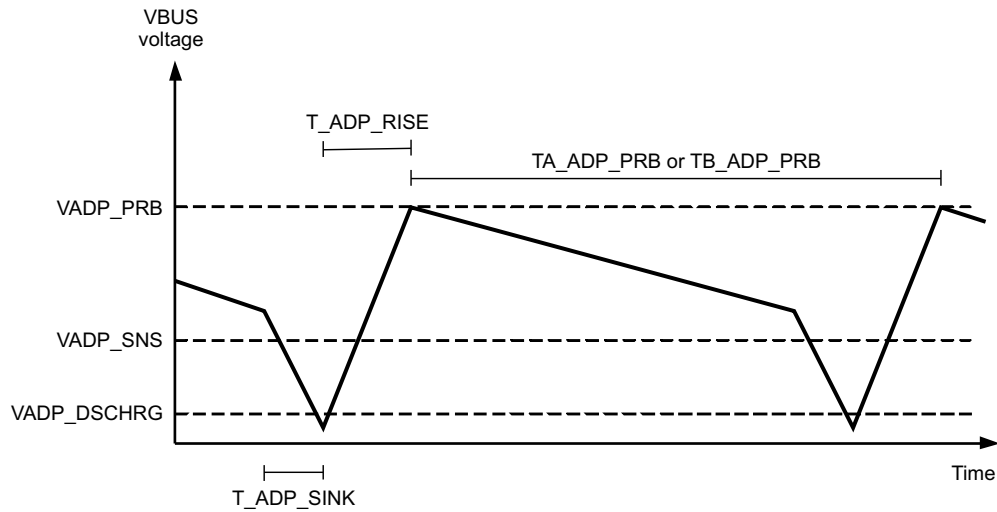 VBUS
voltage
T_ADP_RISE
TA_ADP_PRB or TB_ADP_PRB
VADP_PRB
VADP_SNS
VADP_DSCHRG
Time
T_ADP_SINK